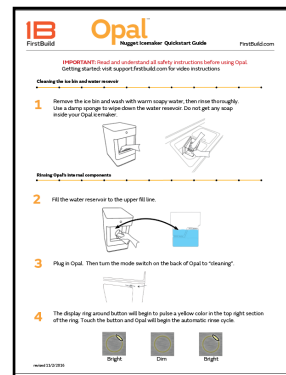 1B
FirstBuild
Opal™
Nugget Icemaker Quickstart Guide
FirstBuild.com
IMPORTANT: Read and understand all safety instructions before using Opal.
Getting started: visit support.firstbuild.com for video instructions
Cleaning the ice bin and water resevoir
1
Remove the ice bin and wash with warm soapy water, then rinse thoroughly.
Use a damp sponge to wipe down the water resevoir. Do not get any soap
inside your Opal icemaker.
Rinsing Opal's internal components
2
Fill the water reservoir to the upper fill line.
3
Plug in Opal. Then turn the mode switch on the back of Opal to "cleaning".
4
The display ring around button will begin to pulse a yellow color in the top right section
of the ring. Touch the button and Opal will begin the automatic rinse cycle.
Bright
Dim
Bright
revised 11/2/2016